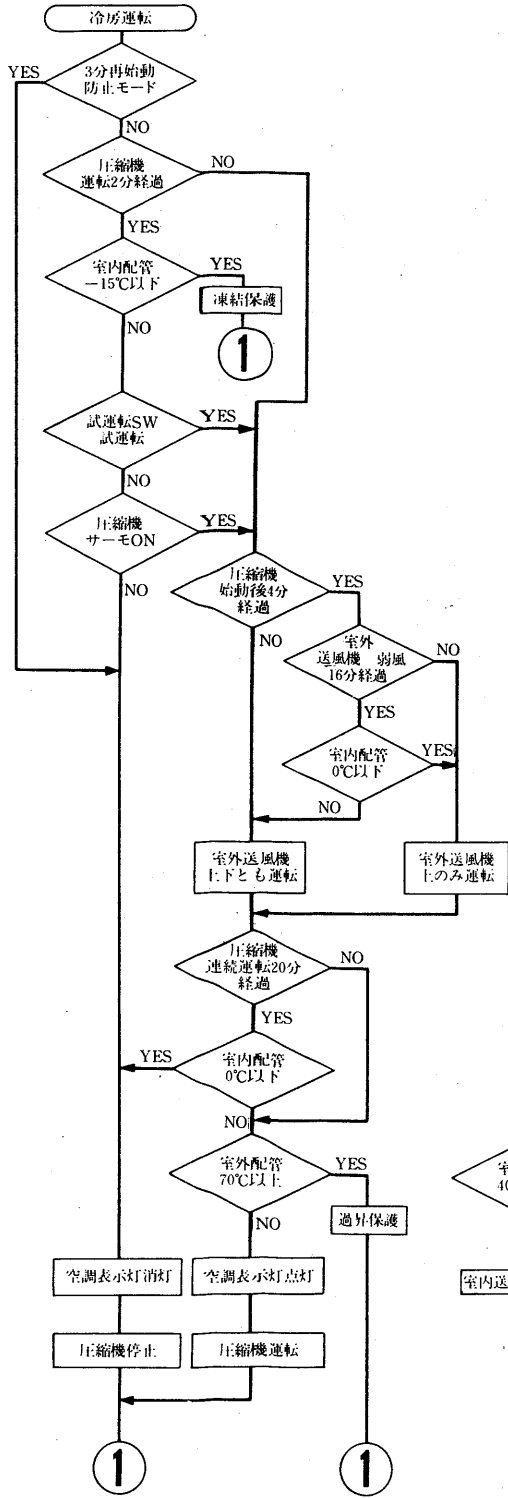 冷房運転
YES
3分再始動
防止モード
NO
圧縮機
運転2分経過
NO
YES
室内配管
−15℃以下
YES
凍結保護
1
NO
試運転SW
試運転
YES
NO
圧縮機
サーモON
YES
NO
圧縮機
始動後4分
経過
YES
NO
室外
送風機 弱風
16分経過
NO
YES
室内配管
0℃以下
YES
NO
室外送風機
上下とも運転
室外送風機
上のみ運転
圧縮機
連続運転20分
経過
NO
YES
YES
室内配管
0℃以下
NO
室外配管
70℃以上
YES
過昇保護
NO
室
40
空調表示灯消灯
空調表示灯点灯
室内送
圧縮機停止
圧縮機運転
1
1